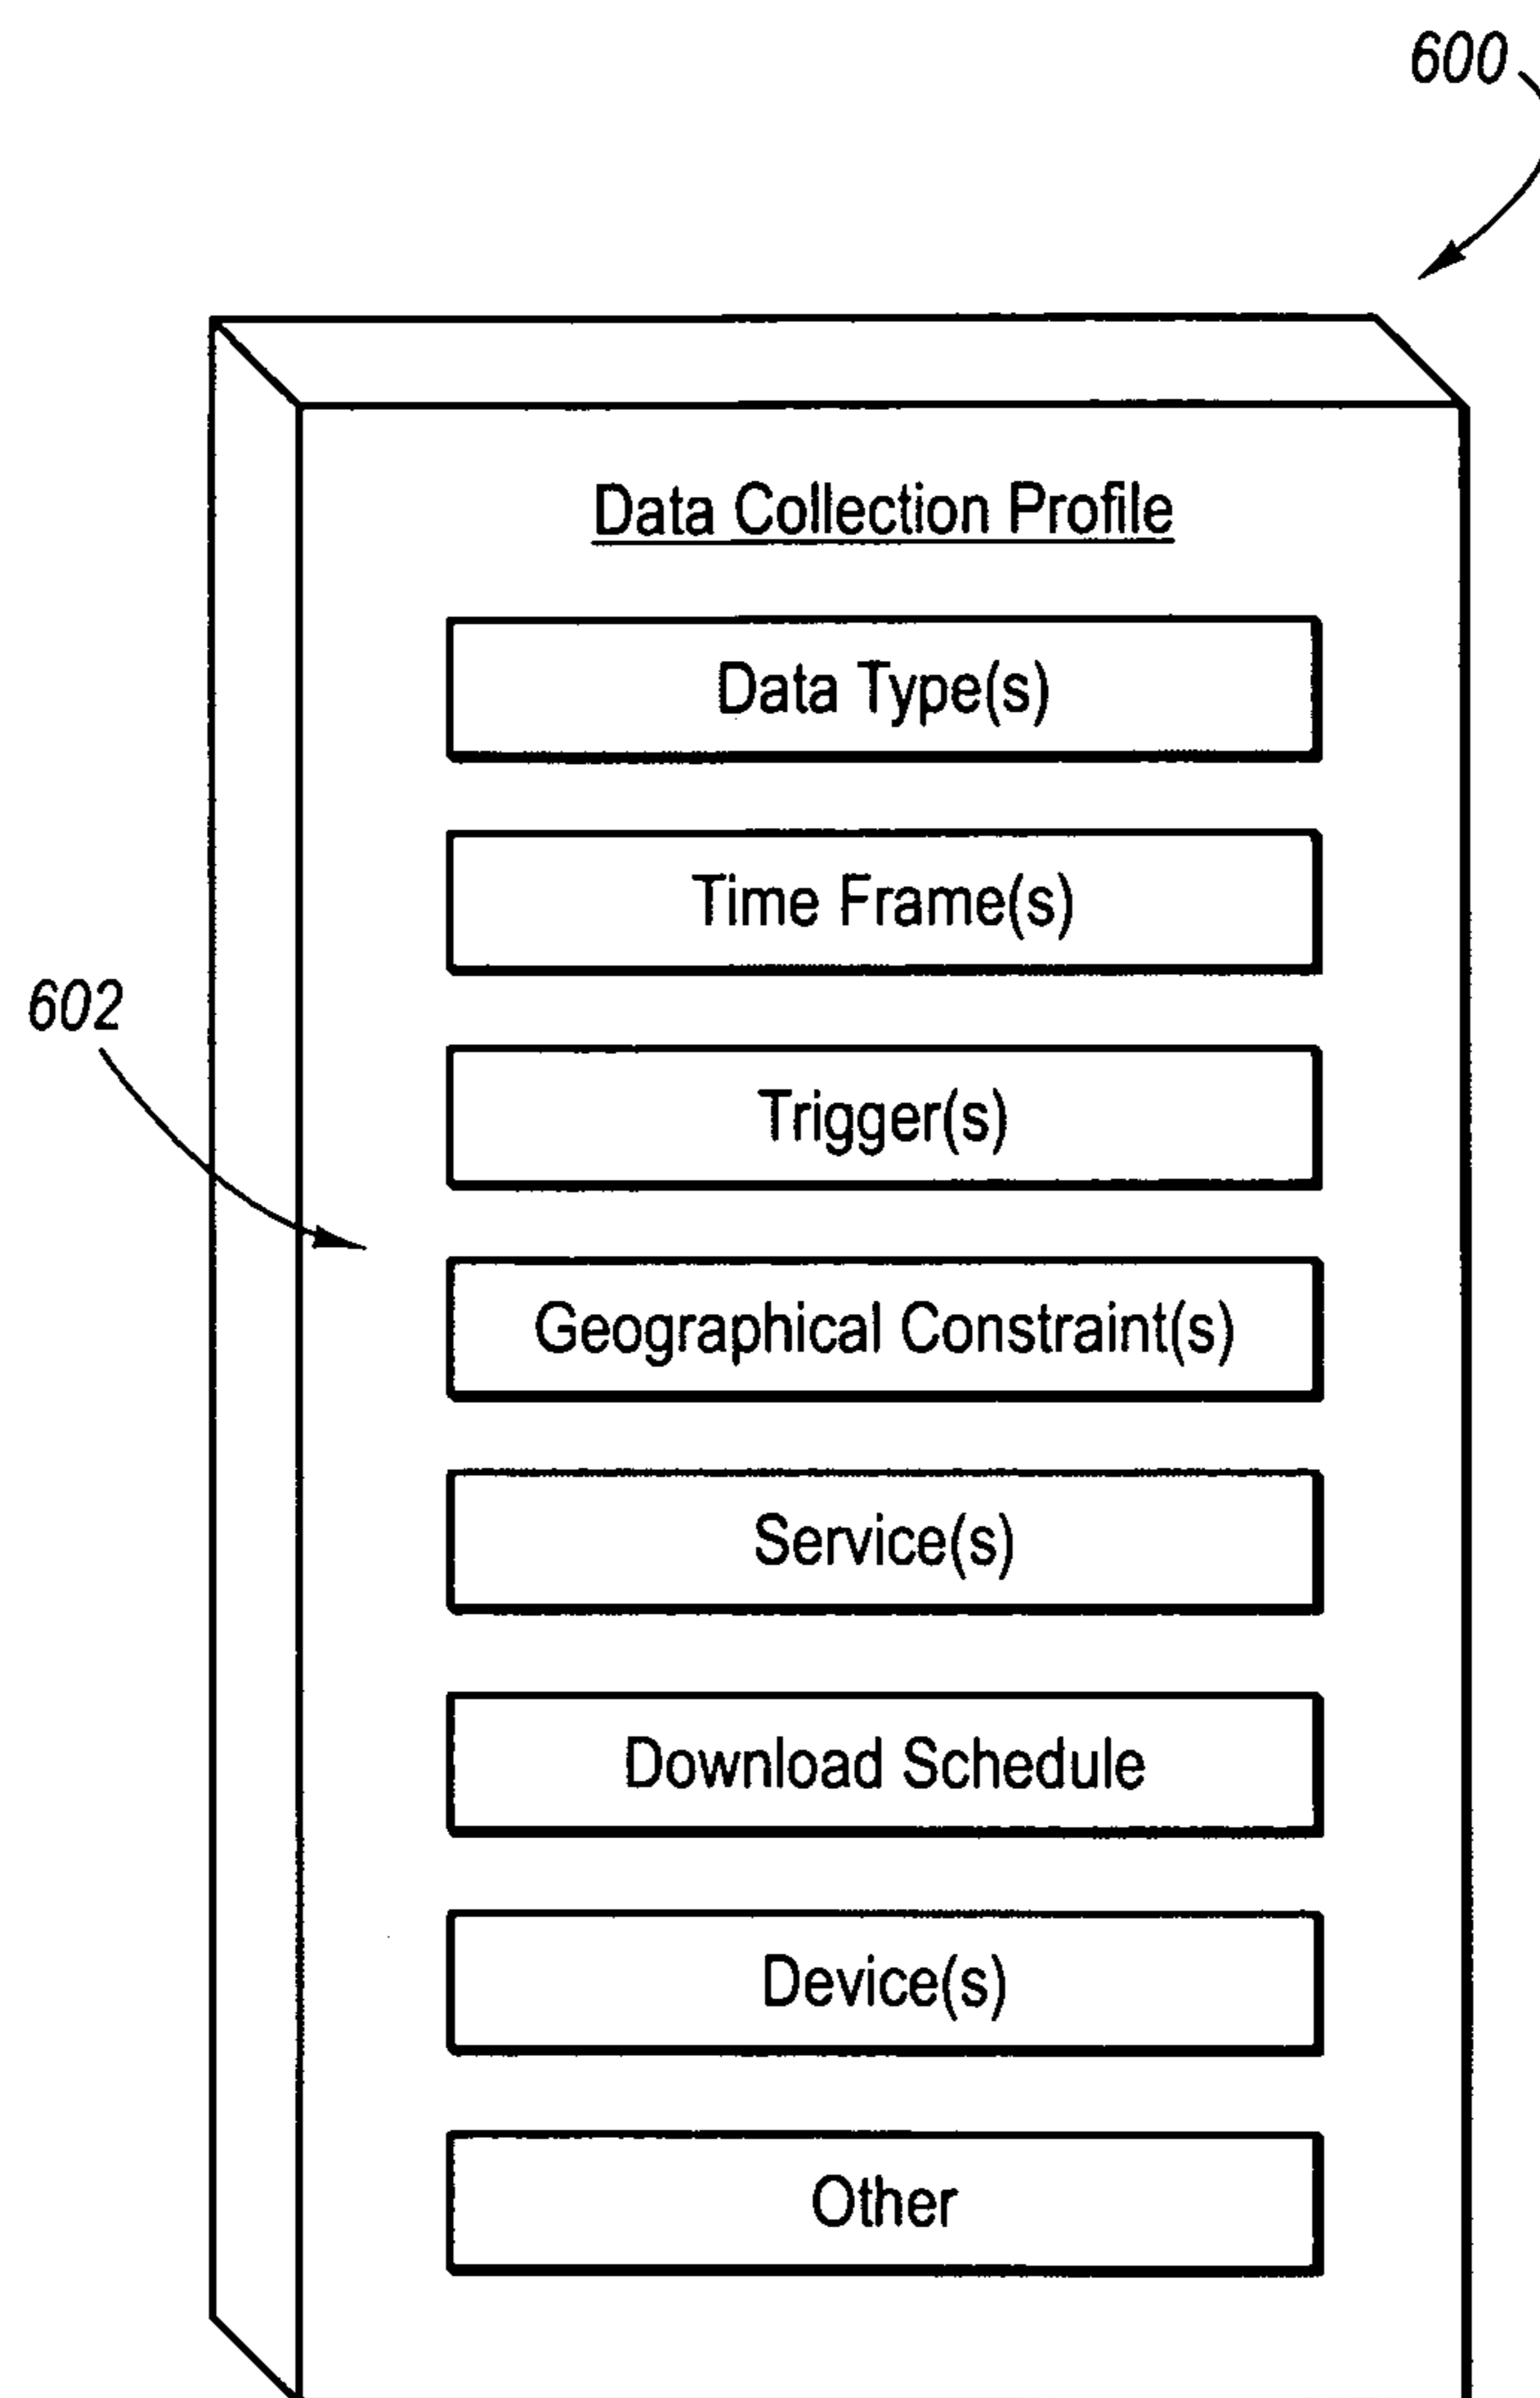 600
Data Collection Profile
Data Type(s)
Time Frame(s)
602
Trigger(s)
Geographical Constraint(s)
Service(s)
Download Schedule
Device(s)
Other